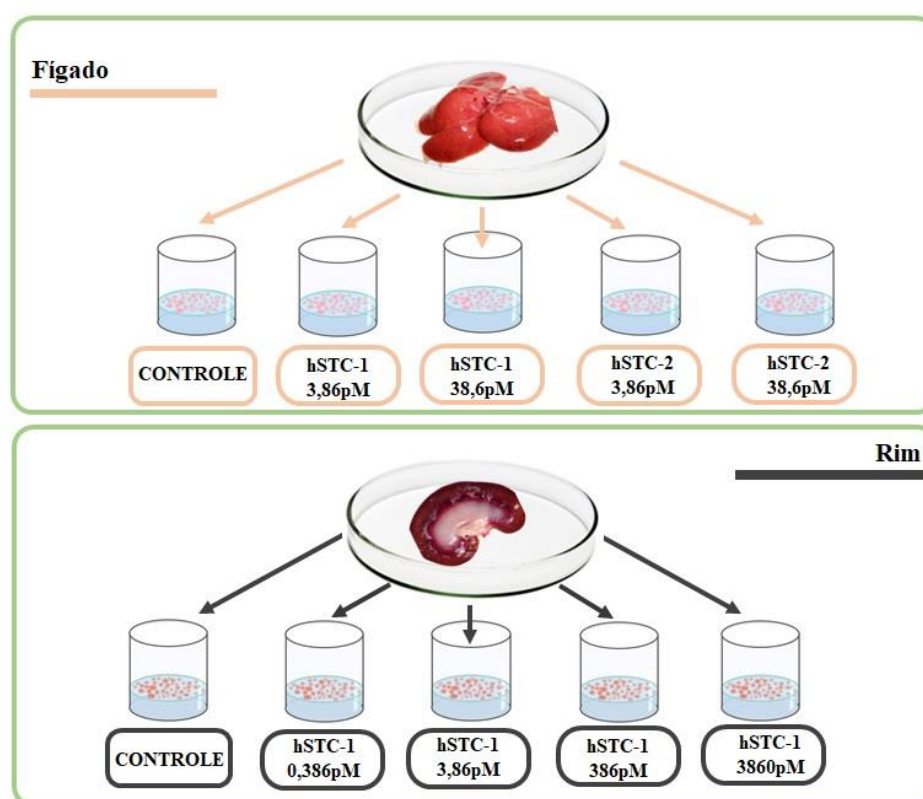 Fígado
CONTROLE
hSTC-1
3,86pM
hSTC-1
38,6pM
hSTC-2
3,86pM
hSTC-2
38,6pM
Rim
CONTROLE
hSTC-1
0,386pM
hSTC-1
3,86pM
hSTC-1
386pM
hSTC-1
3860pM